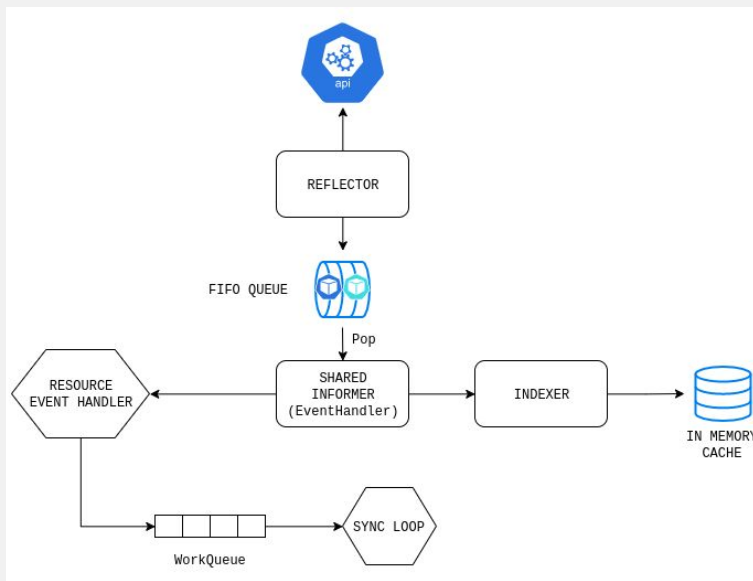 api
REFLECTOR
FIFO QUEUE
Pop
RESOURCE
EVENT HANDLER
SHARED
INFORMER
(EventHandler)
INDEXER
IN MEMORY
CACHE
WorkQueue
SYNC LOOP